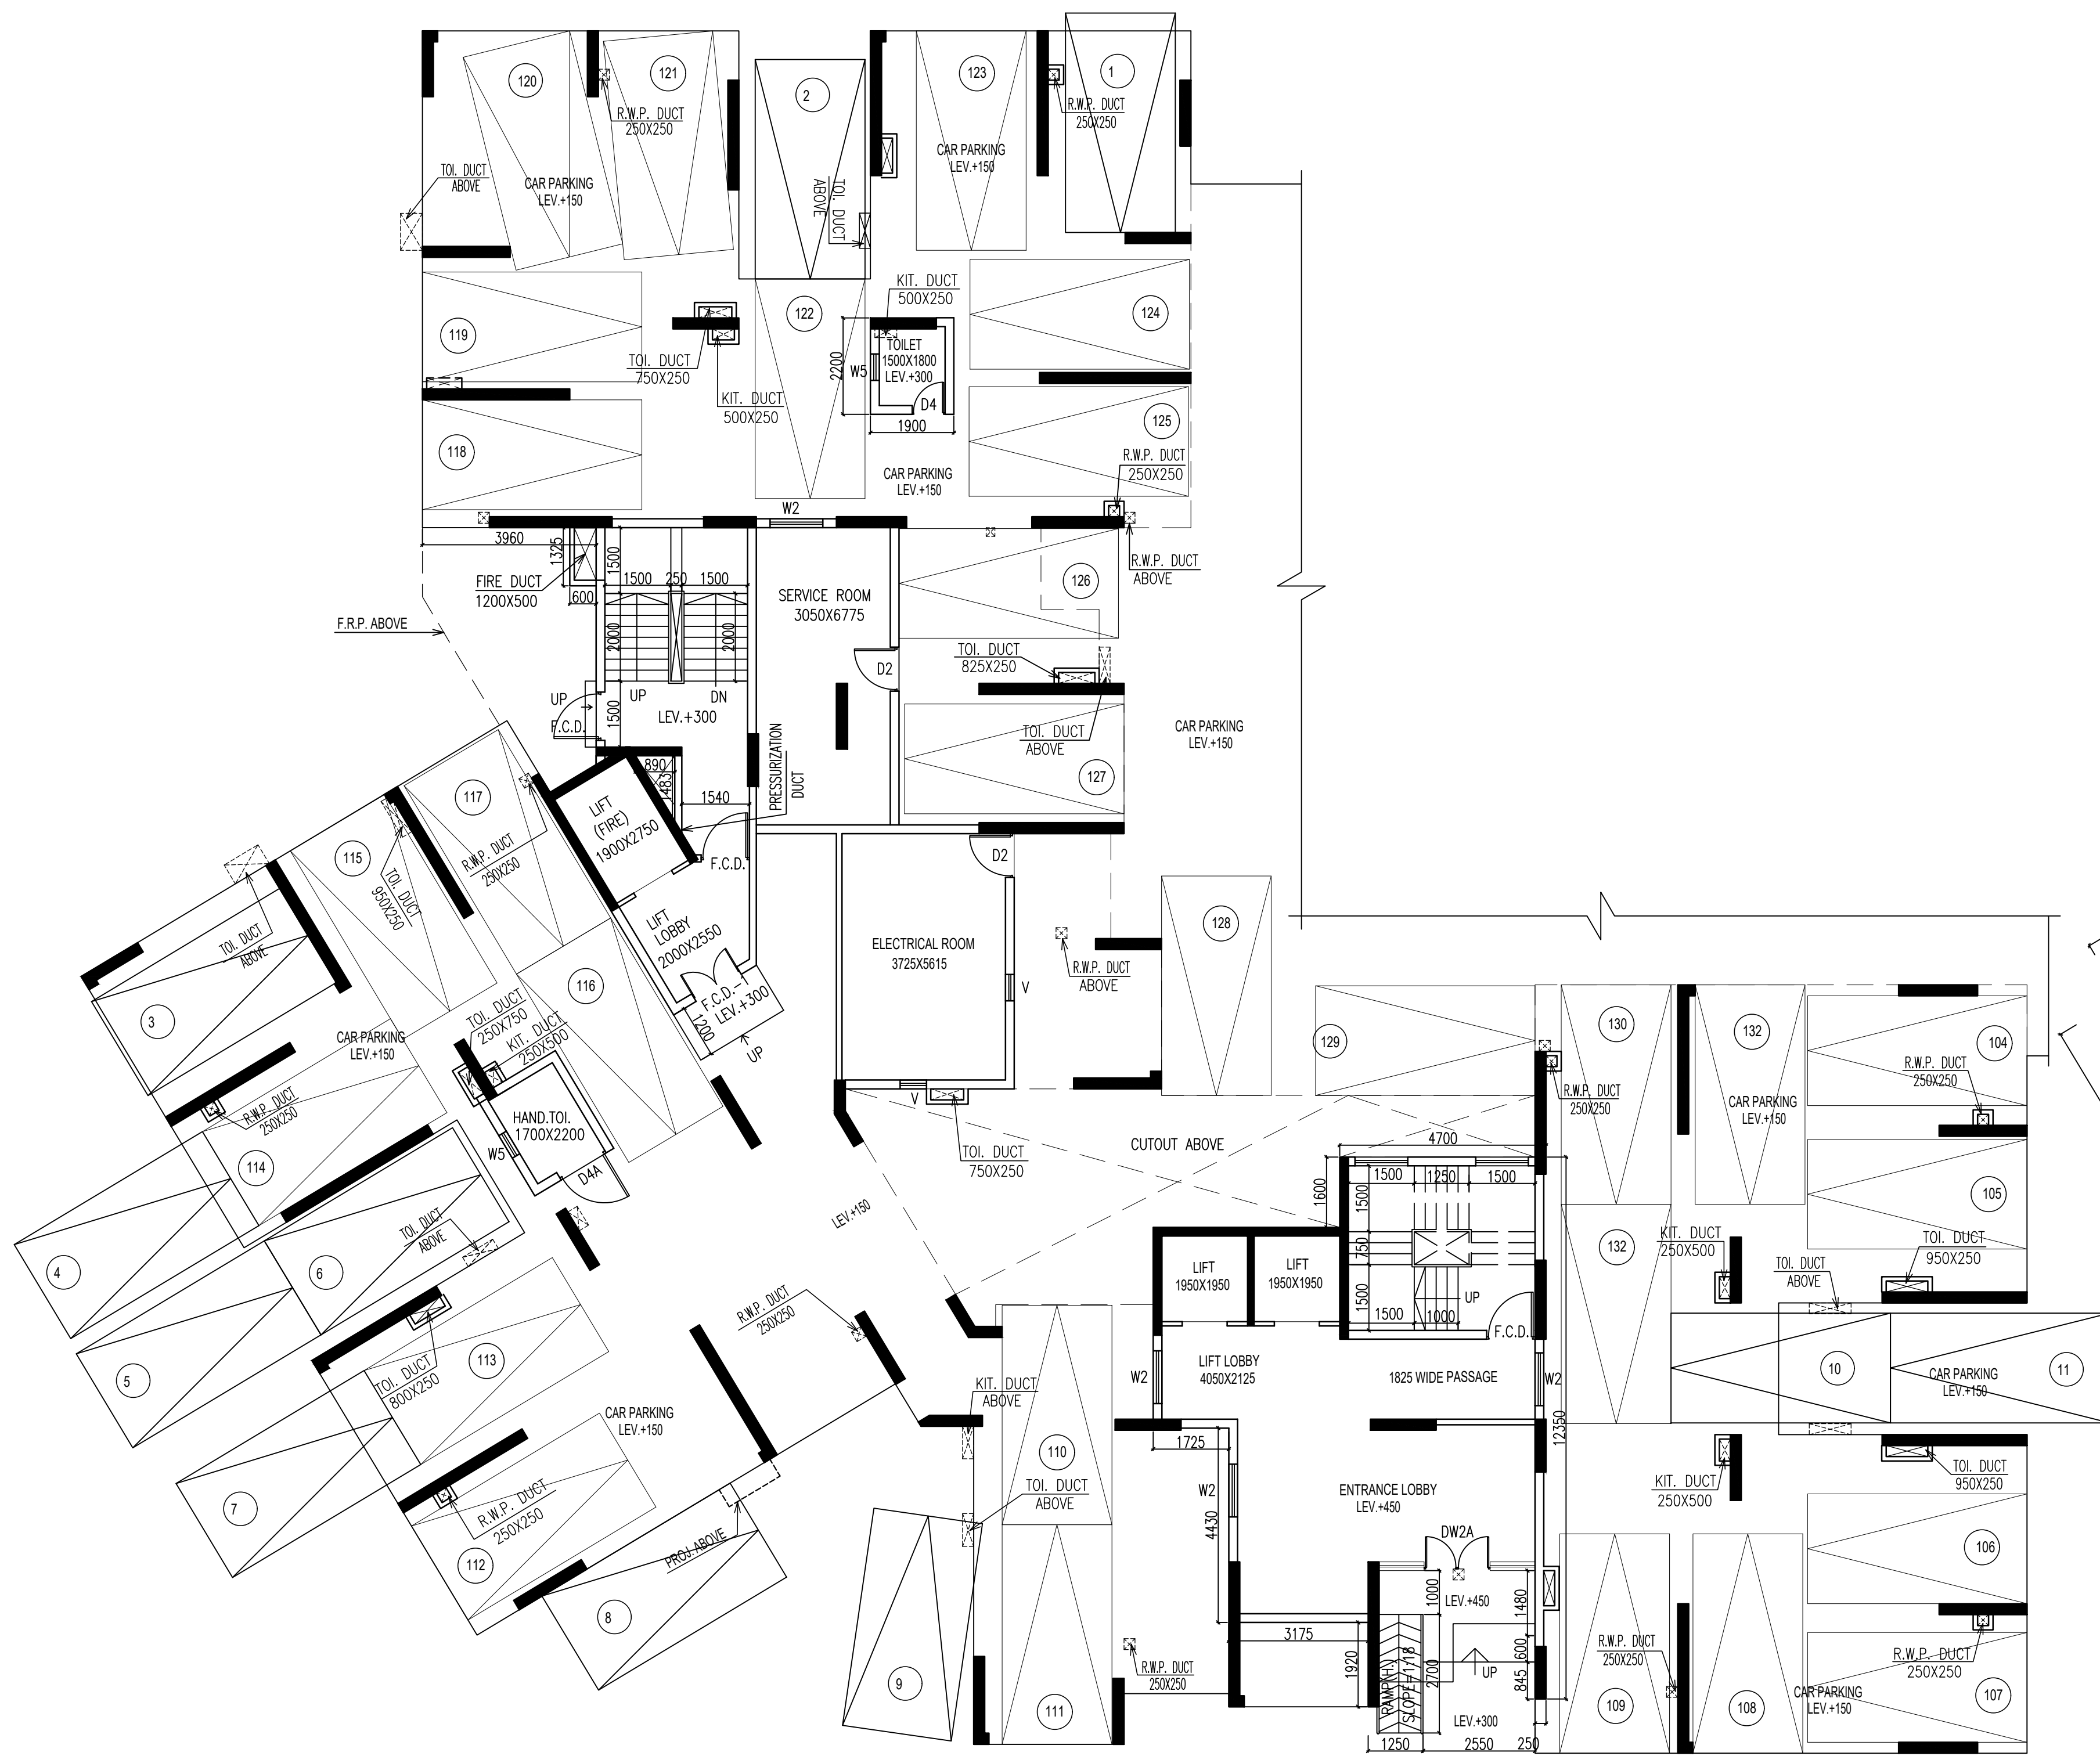 120
121
2
123
1
R.W.P. DUCT
250X250
R.W.P. DUCT
250X250
CAR PARKING
LEV.+150
TOI. DUCT
ABOVE
CAR PARKING
LEV.+150
TOI. DUCT
ABOVE
KIT. DUCT
500X250
119
122
124
TOILET
1500X1800
LEV.+300
2200
W5
D4
1900
TOI. DUCT
750X250
KIT. DUCT
500X250
118
125
R.W.P. DUCT
250X250
CAR PARKING
LEV.+150
W2
3960
1325
1500
FIRE DUCT
1200X500
600
1500
250
1500
SERVICE ROOM
3050X6775
126
R.W.P. DUCT
ABOVE
F.R.P. ABOVE
2000
2000
D2
TOI. DUCT
825X250
UP
F.C.D.
1500
UP
DN
LEV.+300
TOI. DUCT
ABOVE
CAR PARKING
LEV.+150
PRESSURIZATION
DUCT
127
890
1483
1540
117
LIFT
(FIRE)
1900X2750
F.C.D.
D2
115
R.W.P. DUCT
250X250
TOI. DUCT
950X250
TOI. DUCT
ABOVE
LIFT
LOBBY
2000X2550
ELECTRICAL ROOM
3725X5615
V
R.W.P. DUCT
ABOVE
128
116
F.C.D.-1
LEV.+300
1200
UP
3
CAR PARKING
LEV.+150
TOI. DUCT
250X750
KIT. DUCT
250X500
129
130
132
104
R.W.P. DUCT
250X250
R.W.P. DUCT
250X250
R.W.P. DUCT
250X250
CAR PARKING
LEV.+150
HAND.TOI.
1700X2200
W5
D4A
V
TOI. DUCT
750X250
CUTOUT ABOVE
4700
1500
1250
1500
114
1600
1500
105
LEV.+150
4
6
TOI. DUCT
ABOVE
750
132
KIT. DUCT
250X500
TOI. DUCT
950X250
TOI. DUCT
ABOVE
LIFT
1950X1950
LIFT
1950X1950
1500
1500
1000
UP
F.C.D.
R.W.P. DUCT
250X250
5
113
TOI. DUCT
800X250
LIFT LOBBY
4050X2125
W2
1825 WIDE PASSAGE
W2
10
CAR PARKING
LEV.+150
11
KIT. DUCT
ABOVE
CAR PARKING
LEV.+150
12350
110
1725
TOI. DUCT
950X250
KIT. DUCT
250X500
TOI. DUCT
ABOVE
W2
ENTRANCE LOBBY
LEV.+450
7
R.W.P. DUCT
250X250
4430
DW2A
112
PROJ.ABOVE
106
8
1000
LEV.+450
1480
3175
R.W.P. DUCT
250X250
R.W.P. DUCT
250X250
R.W.P. DUCT
250X250
9
1920
RAMP(H.)
SLOPE=1:18
2700
UP
600
845
CAR PARKING
LEV.+150
107
111
LEV.+300
109
108
1250
2550
250